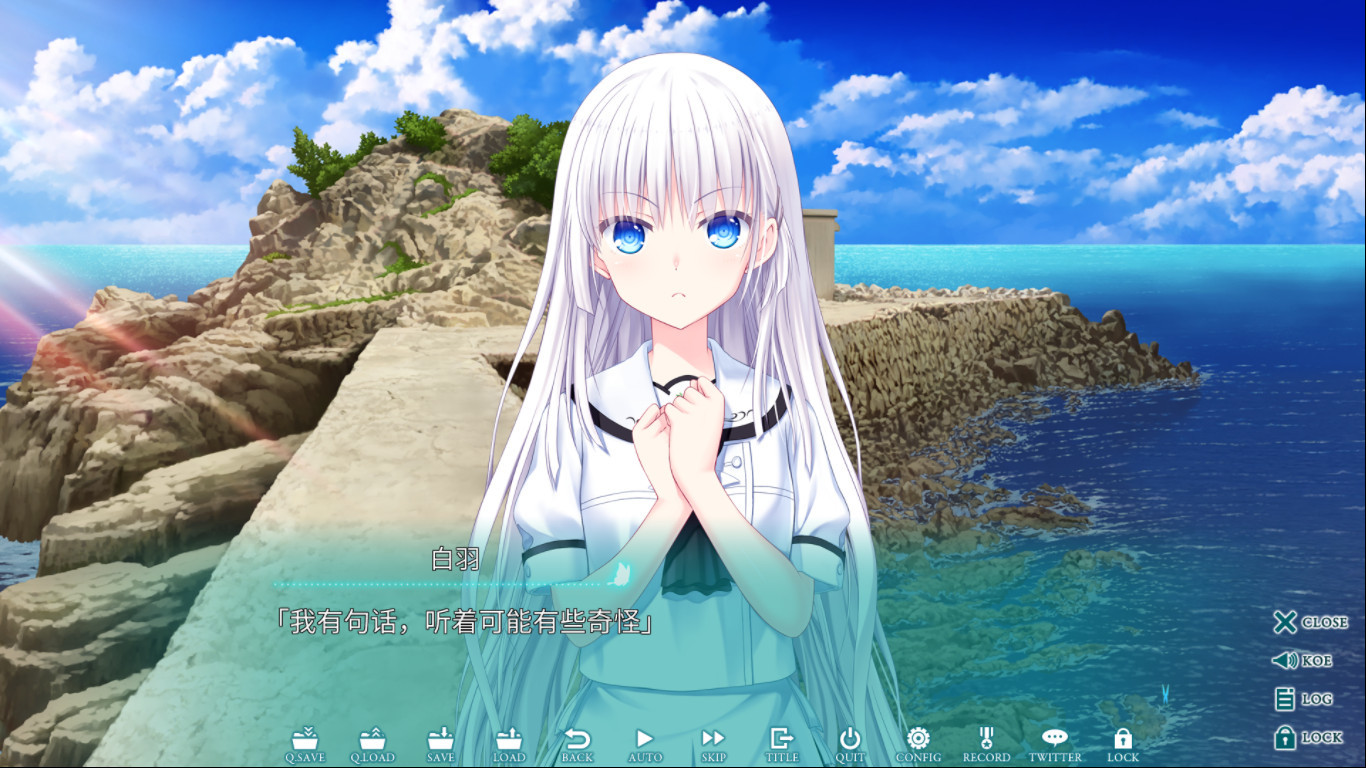 白羽
「我有句话，听着可能有些奇怪」
CLOSE
KOE
LOG
LOCK
Q.SAVE Q.LOAD SAVE LOAD BACK AUTO SKIP TITLE QUIT CONFIG RECORD TWITTER LOCK